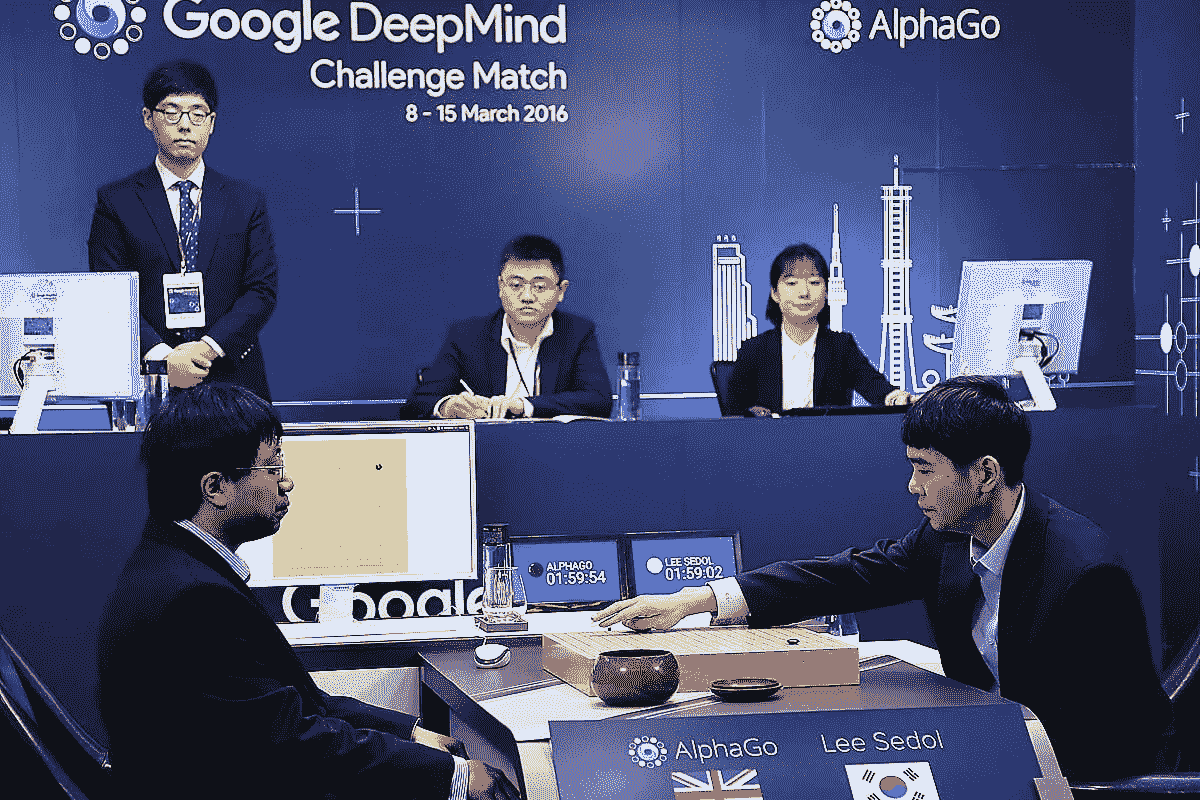 Google DeepMind
Challenge Match
8 - 15 March 2016
AlphaGo
ALPHAGO
01:59:54
LEE SEDOL
01:59:02
Google
AlphaGo
Lee Sedol